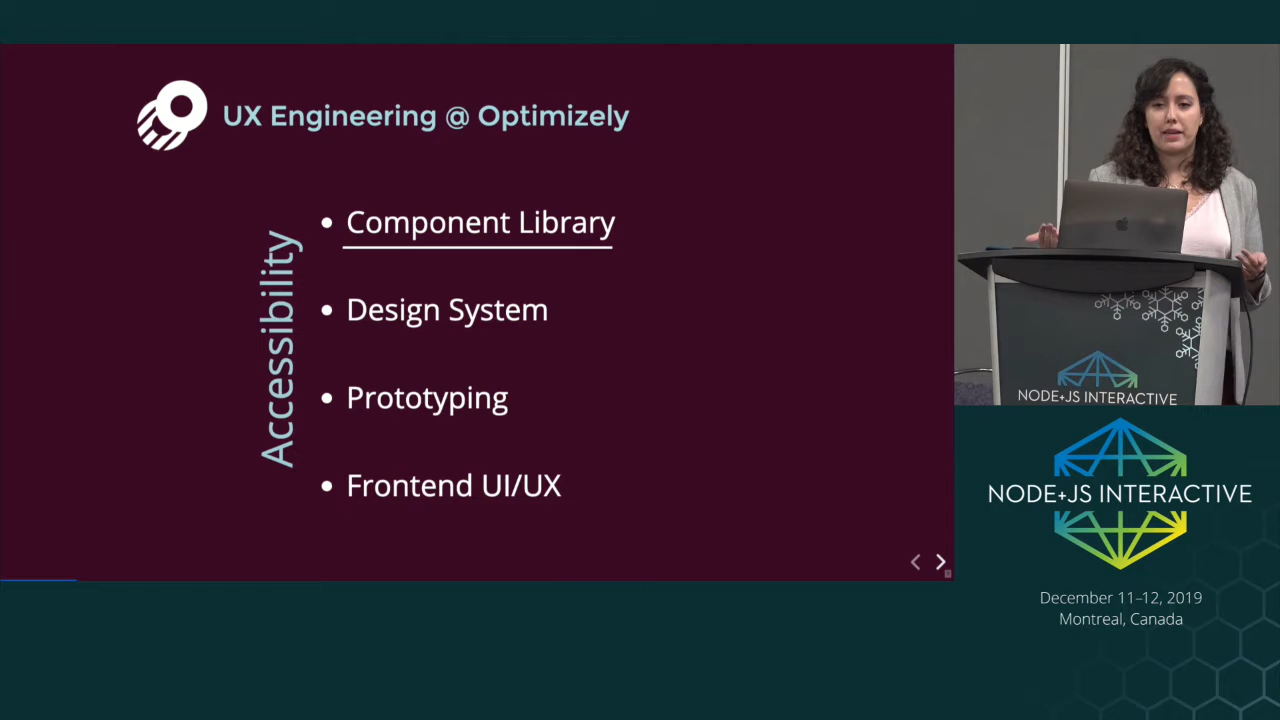 UX Engineering @ Optimizely
Accessibility
• Component Library
• Design System
• Prototyping
• Frontend UI/UX
NODE+JS INTERACTIVE
NODE+JS INTERACTIVE
December 11–12, 2019
Montreal, Canada